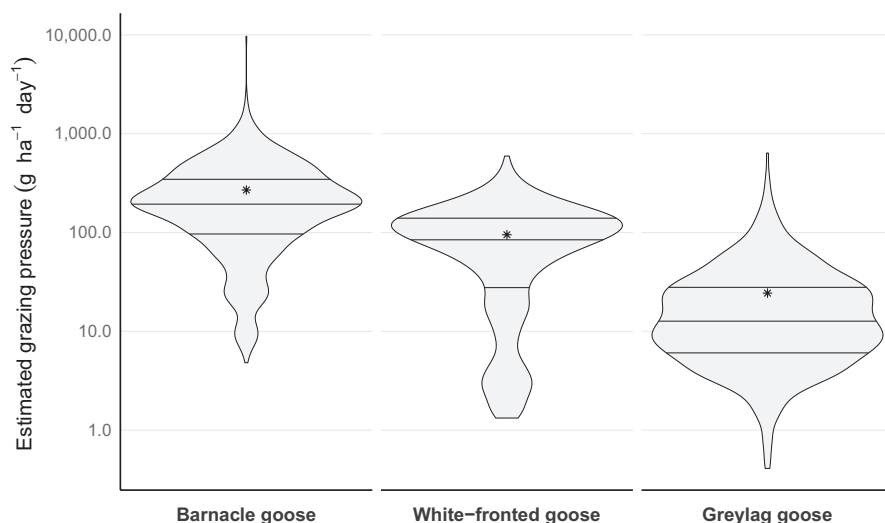 Estimated grazing pressure (g ha⁻¹ day⁻¹)
10,000.0
1,000.0
100.0
10.0
1.0
Barnacle goose
White−fronted goose
Greylag goose